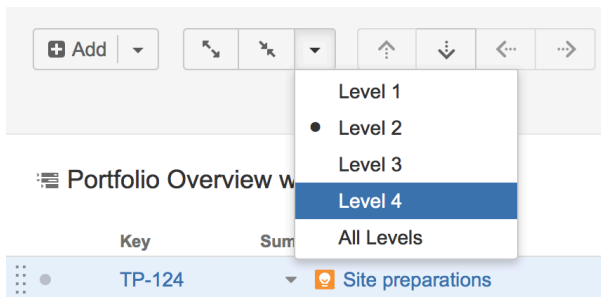 Add
Level 1
Level 2
Level 3
Level 4
All Levels
Portfolio Overview w
Key Sum
TP-124 Site preparations